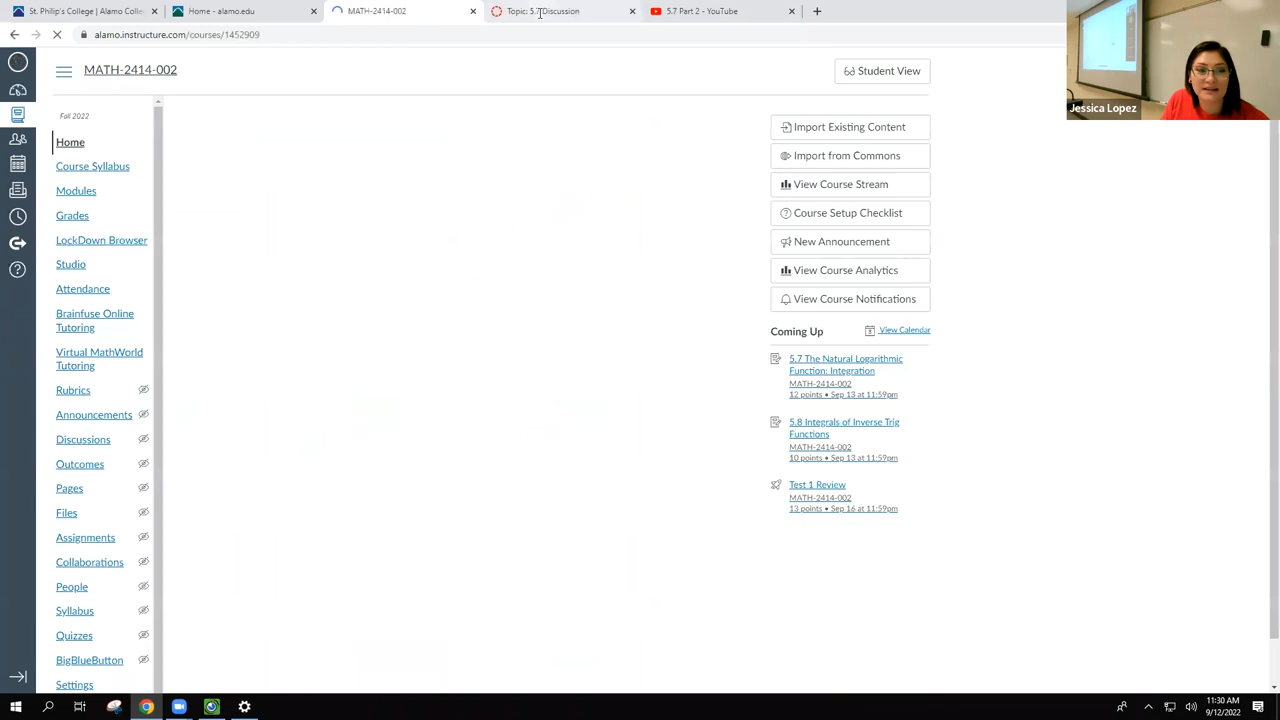 St. Philip's College - Alamo Colle
Home - alamo.edu
MATH-2414-002
Topic: 5.7 Discussion
5.7 Part 2 - YouTube
alamo.instructure.com/courses/1452909
Jessica Lopez
MATH-2414-002
Student View
Fall 2022
Home
Course Syllabus
Modules
Grades
LockDown Browser
Studio
Attendance
Brainfuse Online
Tutoring
Virtual MathWorld
Tutoring
Rubrics
Announcements
Discussions
Outcomes
Pages
Files
Assignments
Collaborations
People
Syllabus
Quizzes
BigBlueButton
Settings
Import Existing Content
Import from Commons
View Course Stream
Course Setup Checklist
New Announcement
View Course Analytics
View Course Notifications
Coming Up
View Calendar
5.7 The Natural Logarithmic
Function: Integration
MATH-2414-002
12 points • Sep 13 at 11:59pm
5.8 Integrals of Inverse Trig
Functions
MATH-2414-002
10 points • Sep 13 at 11:59pm
Test 1 Review
MATH-2414-002
13 points • Sep 16 at 11:59pm
11:30 AM
9/12/2022